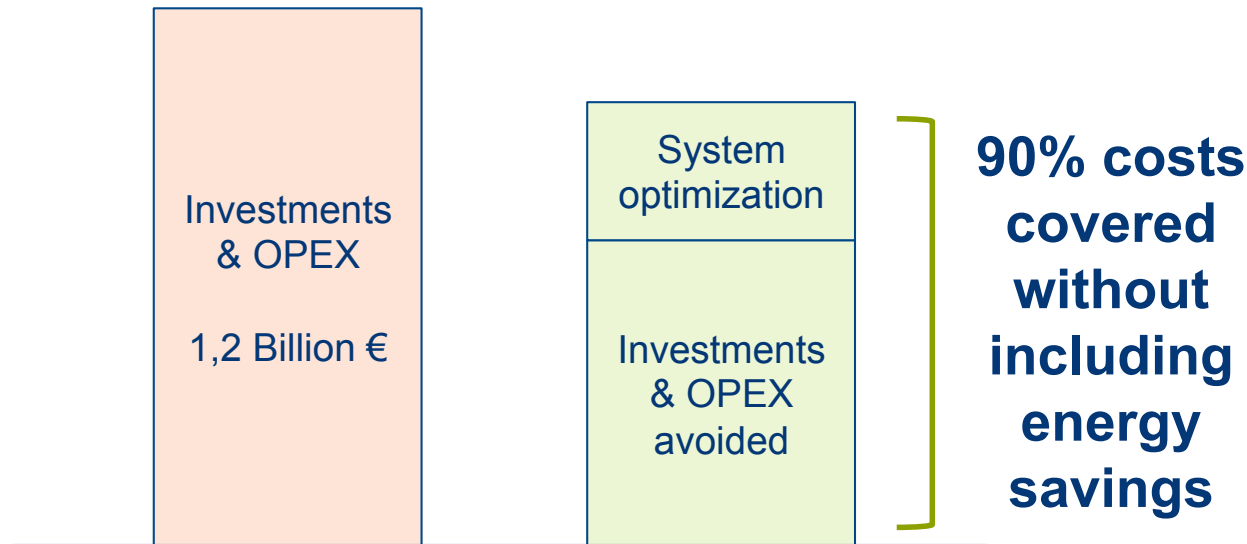 Investments
& OPEX
1,2 Billion €
System
optimization
Investments
& OPEX
avoided
90% costs
covered
without
including
energy
savings